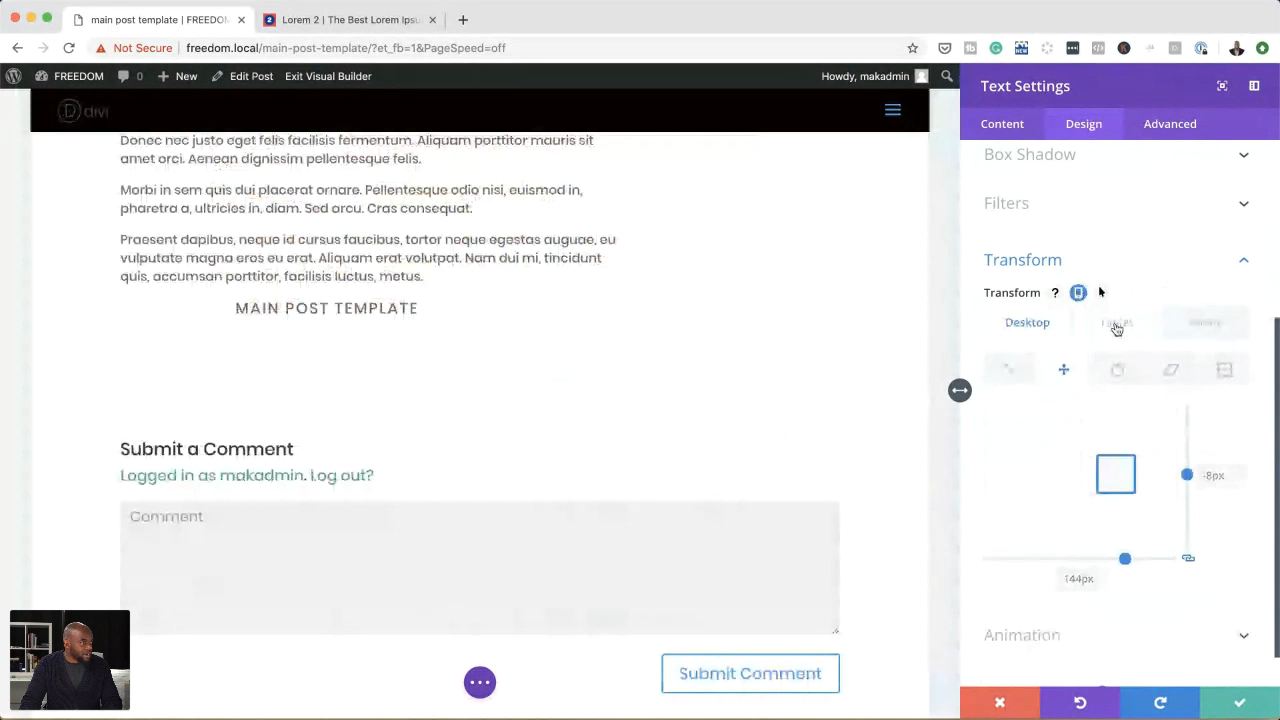 main post template | FREEDO
Lorem 2 | The Best Lorem Ipsu
Not Secure
freedom.local/main-post-template/?et_fb=1&PageSpeed=off
FREEDOM
0
New
Edit Post
Exit Visual Builder
Howdy, makadmin
divi
Text Settings
Content
Design
Advanced
Donec nec justo eget felis facilisis fermentum. Aliquam porttitor mauris sit
amet orci. Aenean dignissim pellentesque felis.
Morbi in sem quis dui placerat ornare. Pellentesque odio nisi, euismod in,
pharetra a, ultricies in, diam. Sed arcu. Cras consequat.
Praesent dapibus, neque id cursus faucibus, tortor neque egestas auguae, eu
vulputate magna eros eu erat. Aliquam erat volutpat. Nam dui mi, tincidunt
quis, accumsan porttitor, facilisis luctus, metus.
MAIN POST TEMPLATE
Submit a Comment
Logged in as makadmin. Log out?
Comment
Submit Comment
Box Shadow
Filters
Transform
Transform
Desktop
Tablet
-8px
144px
Animation